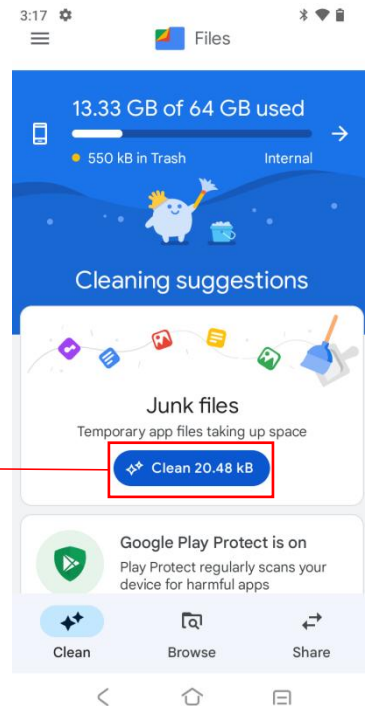 3:17
Files
13.33 GB of 64 GB used
550 kB in Trash
Internal
Cleaning suggestions
Junk files
Temporary app files taking up space
Clean 20.48 kB
Google Play Protect is on
Play Protect regularly scans your
device for harmful apps
Clean
Browse
Share